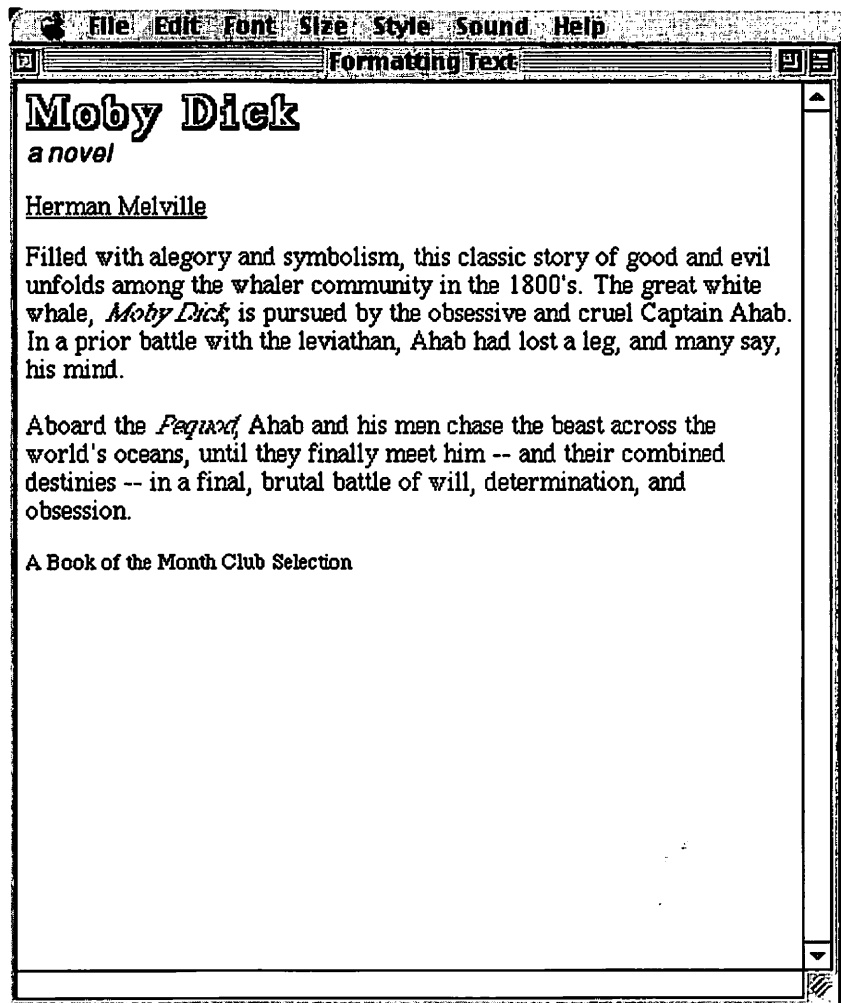 File Edit Font Size Style Sound Help
Formatting Text
Moby Dick
a novel
Herman Melville
Filled with alegory and symbolism, this classic story of good and evil
unfolds among the whaler community in the 1800's. The great white
whale, Moby Dick, is pursued by the obsessive and cruel Captain Ahab.
In a prior battle with the leviathan, Ahab had lost a leg, and many say,
his mind.
Aboard the Pequod, Ahab and his men chase the beast across the
world's oceans, until they finally meet him -- and their combined
destinies -- in a final, brutal battle of will, determination, and
obsession.
A Book of the Month Club Selection